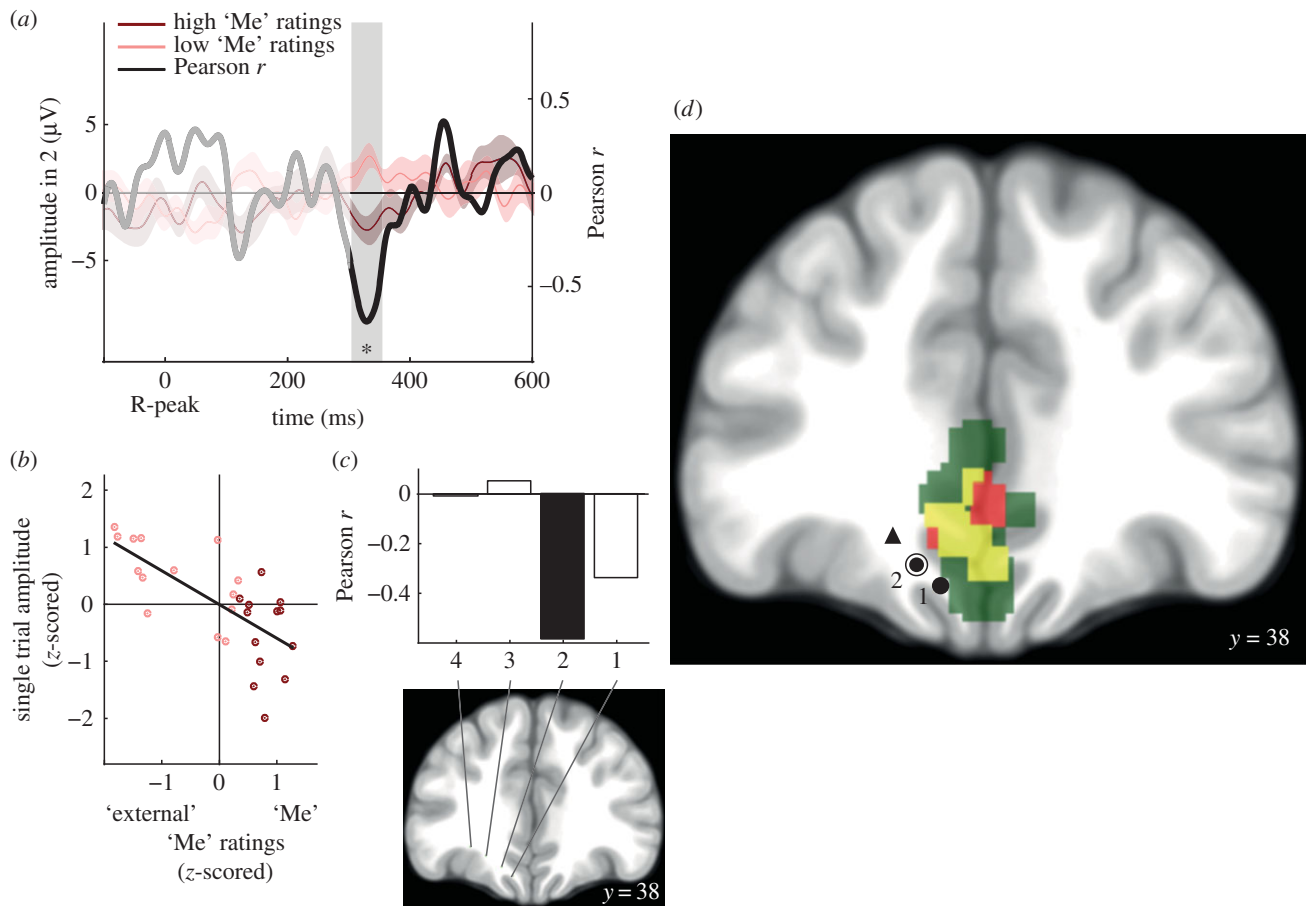 (a)
high ‘Me’ ratings
low ‘Me’ ratings
Pearson r
amplitude in 2 (µV)
5
0
−5
0.5
0
−0.5
Pearson r
*
0
200
400
600
R-peak
time (ms)
(b)
single trial amplitude
(z-scored)
2
1
0
−1
−2
−1
0
1
‘external’
‘Me’
‘Me’ ratings
(z-scored)
(c)
Pearson r
0
−0.2
−0.4
4
3
2
1
y = 38
(d)
2
1
y = 38